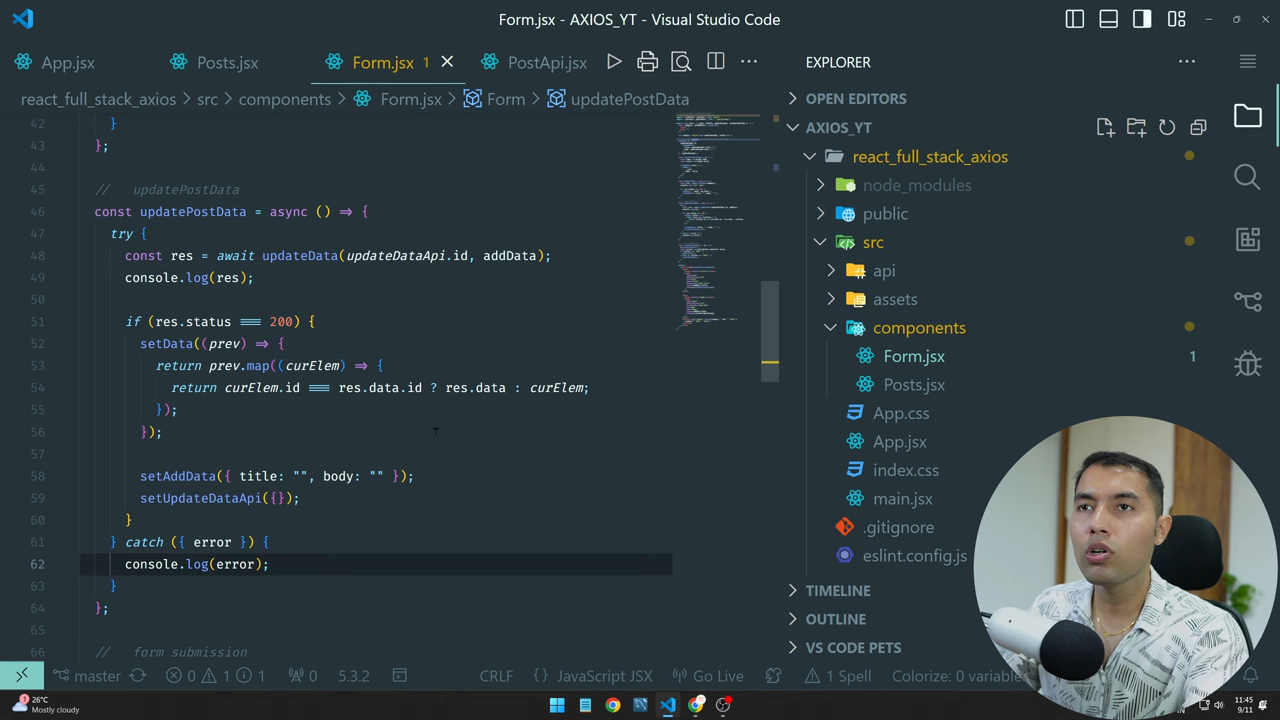 Form.jsx - AXIOS_YT - Visual Studio Code
App.jsx
Posts.jsx
Form.jsx 1
PostApi.jsx
EXPLORER
react_full_stack_axios > src > components > Form.jsx > Form > updatePostData
OPEN EDITORS
AXIOS_YT
react_full_stack_axios
node_modules
public
src
api
assets
components
Form.jsx 1
Posts.jsx
App.css
App.jsx
index.css
main.jsx
.gitignore
eslint.config.js
TIMELINE
OUTLINE
VS CODE PETS
42 }
43 };
44
45 // updatePostData
46 const updatePostData = async () => {
47 try {
48 const res = await updateData(updateDataApi.id, addData);
49 console.log(res);
50
51 if (res.status === 200) {
52 setData((prev) => {
53 return prev.map((curElem) => {
54 return curElem.id === res.data.id ? res.data : curElem;
55 });
56 });
57
58 setAddData({ title: "", body: "" });
59 setUpdateDataApi({});
60 }
61 } catch ({ error }) {
62 console.log(error);
63 }
64 };
65
66 // form submission
master
0 1 1
0
5.3.2
CRLF
{} JavaScript JSX
Go Live
1 Spell
Colorize: 0 variables
26°C
Mostly cloudy
11:45
9/11